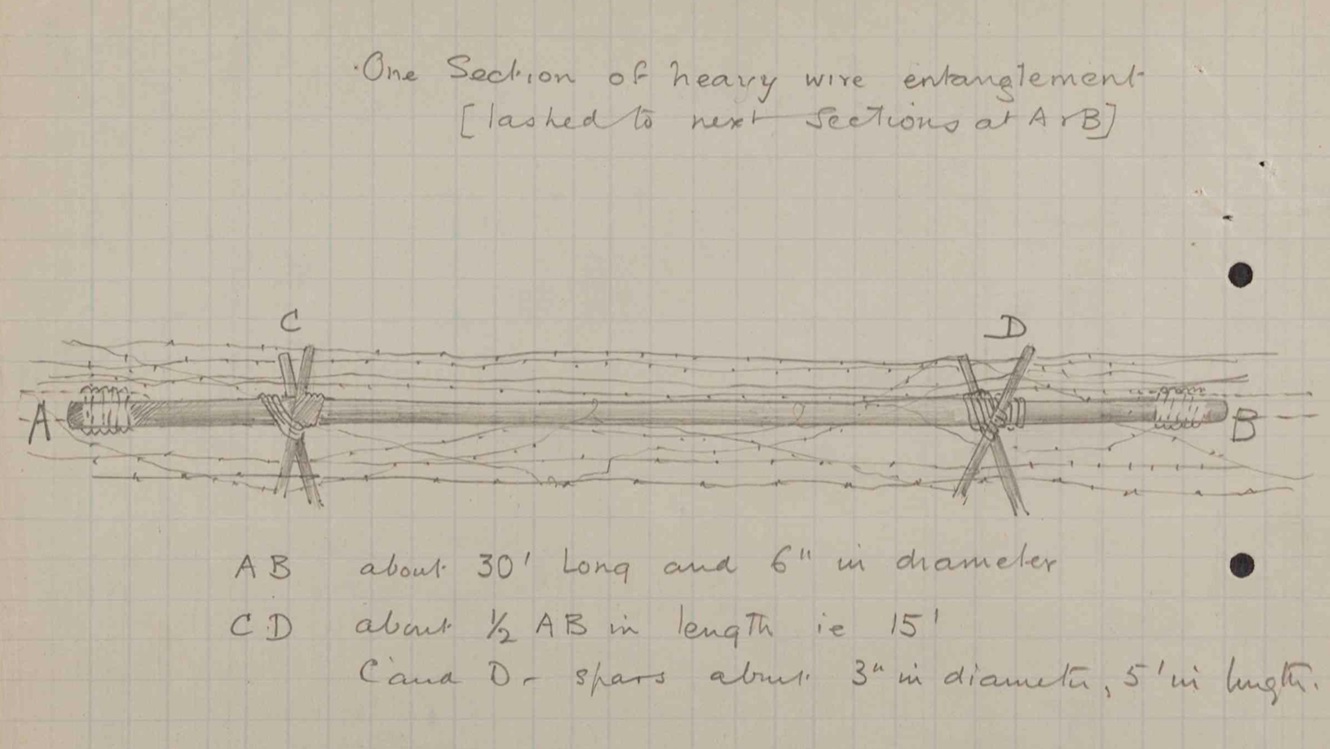 One Section of heavy wire entanglement
[lashed to next Sections at A & B]
C
D
A
B
AB about 30' Long and 6" in diameter
CD about ½ AB in length ie 15'
C and D - spars about 3" in diameter, 5' in length.